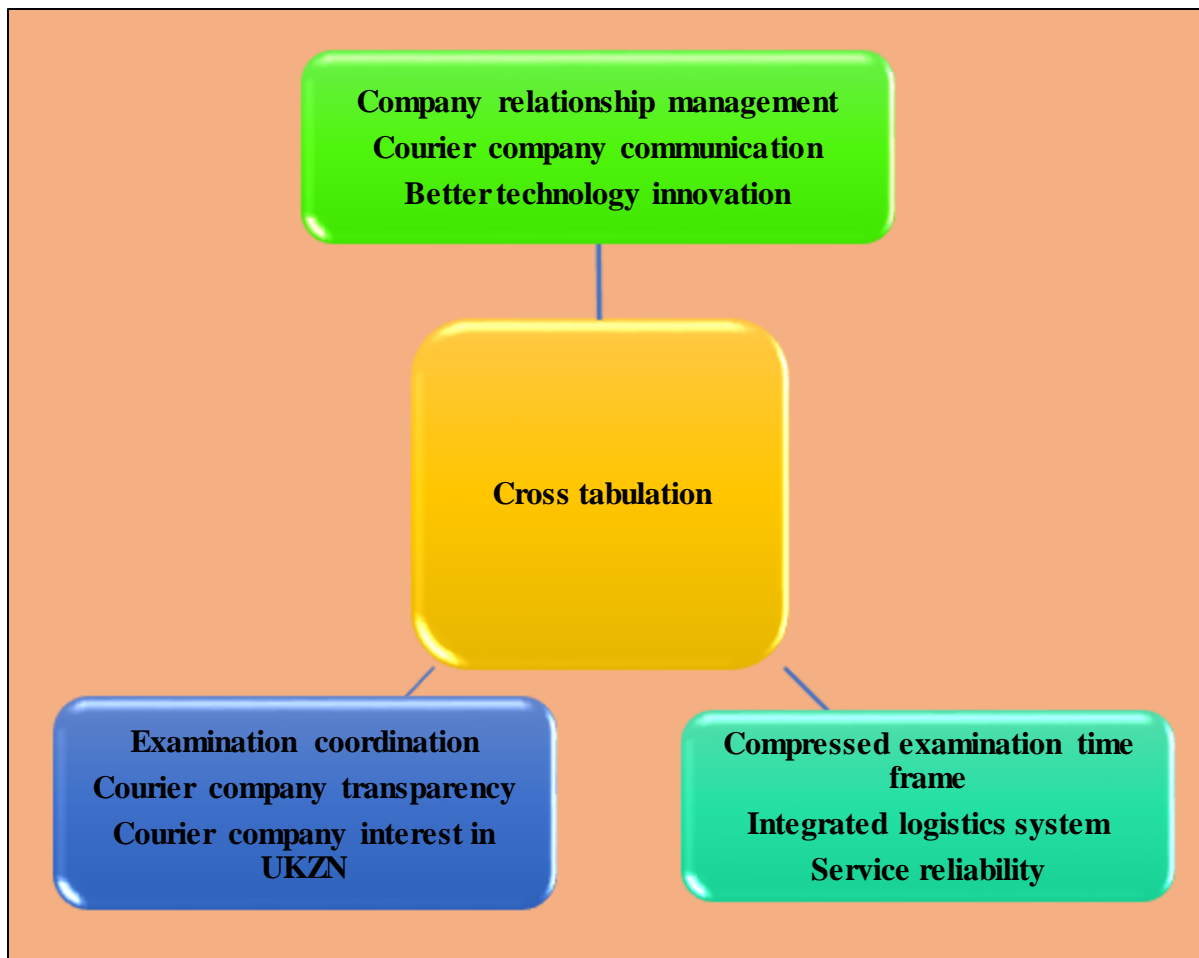 Company relationship management
Courier company communication
Better technology innovation
Cross tabulation
Examination coordination
Courier company transparency
Courier company interest in
UKZN
Compressed examination time
frame
Integrated logistics system
Service reliability